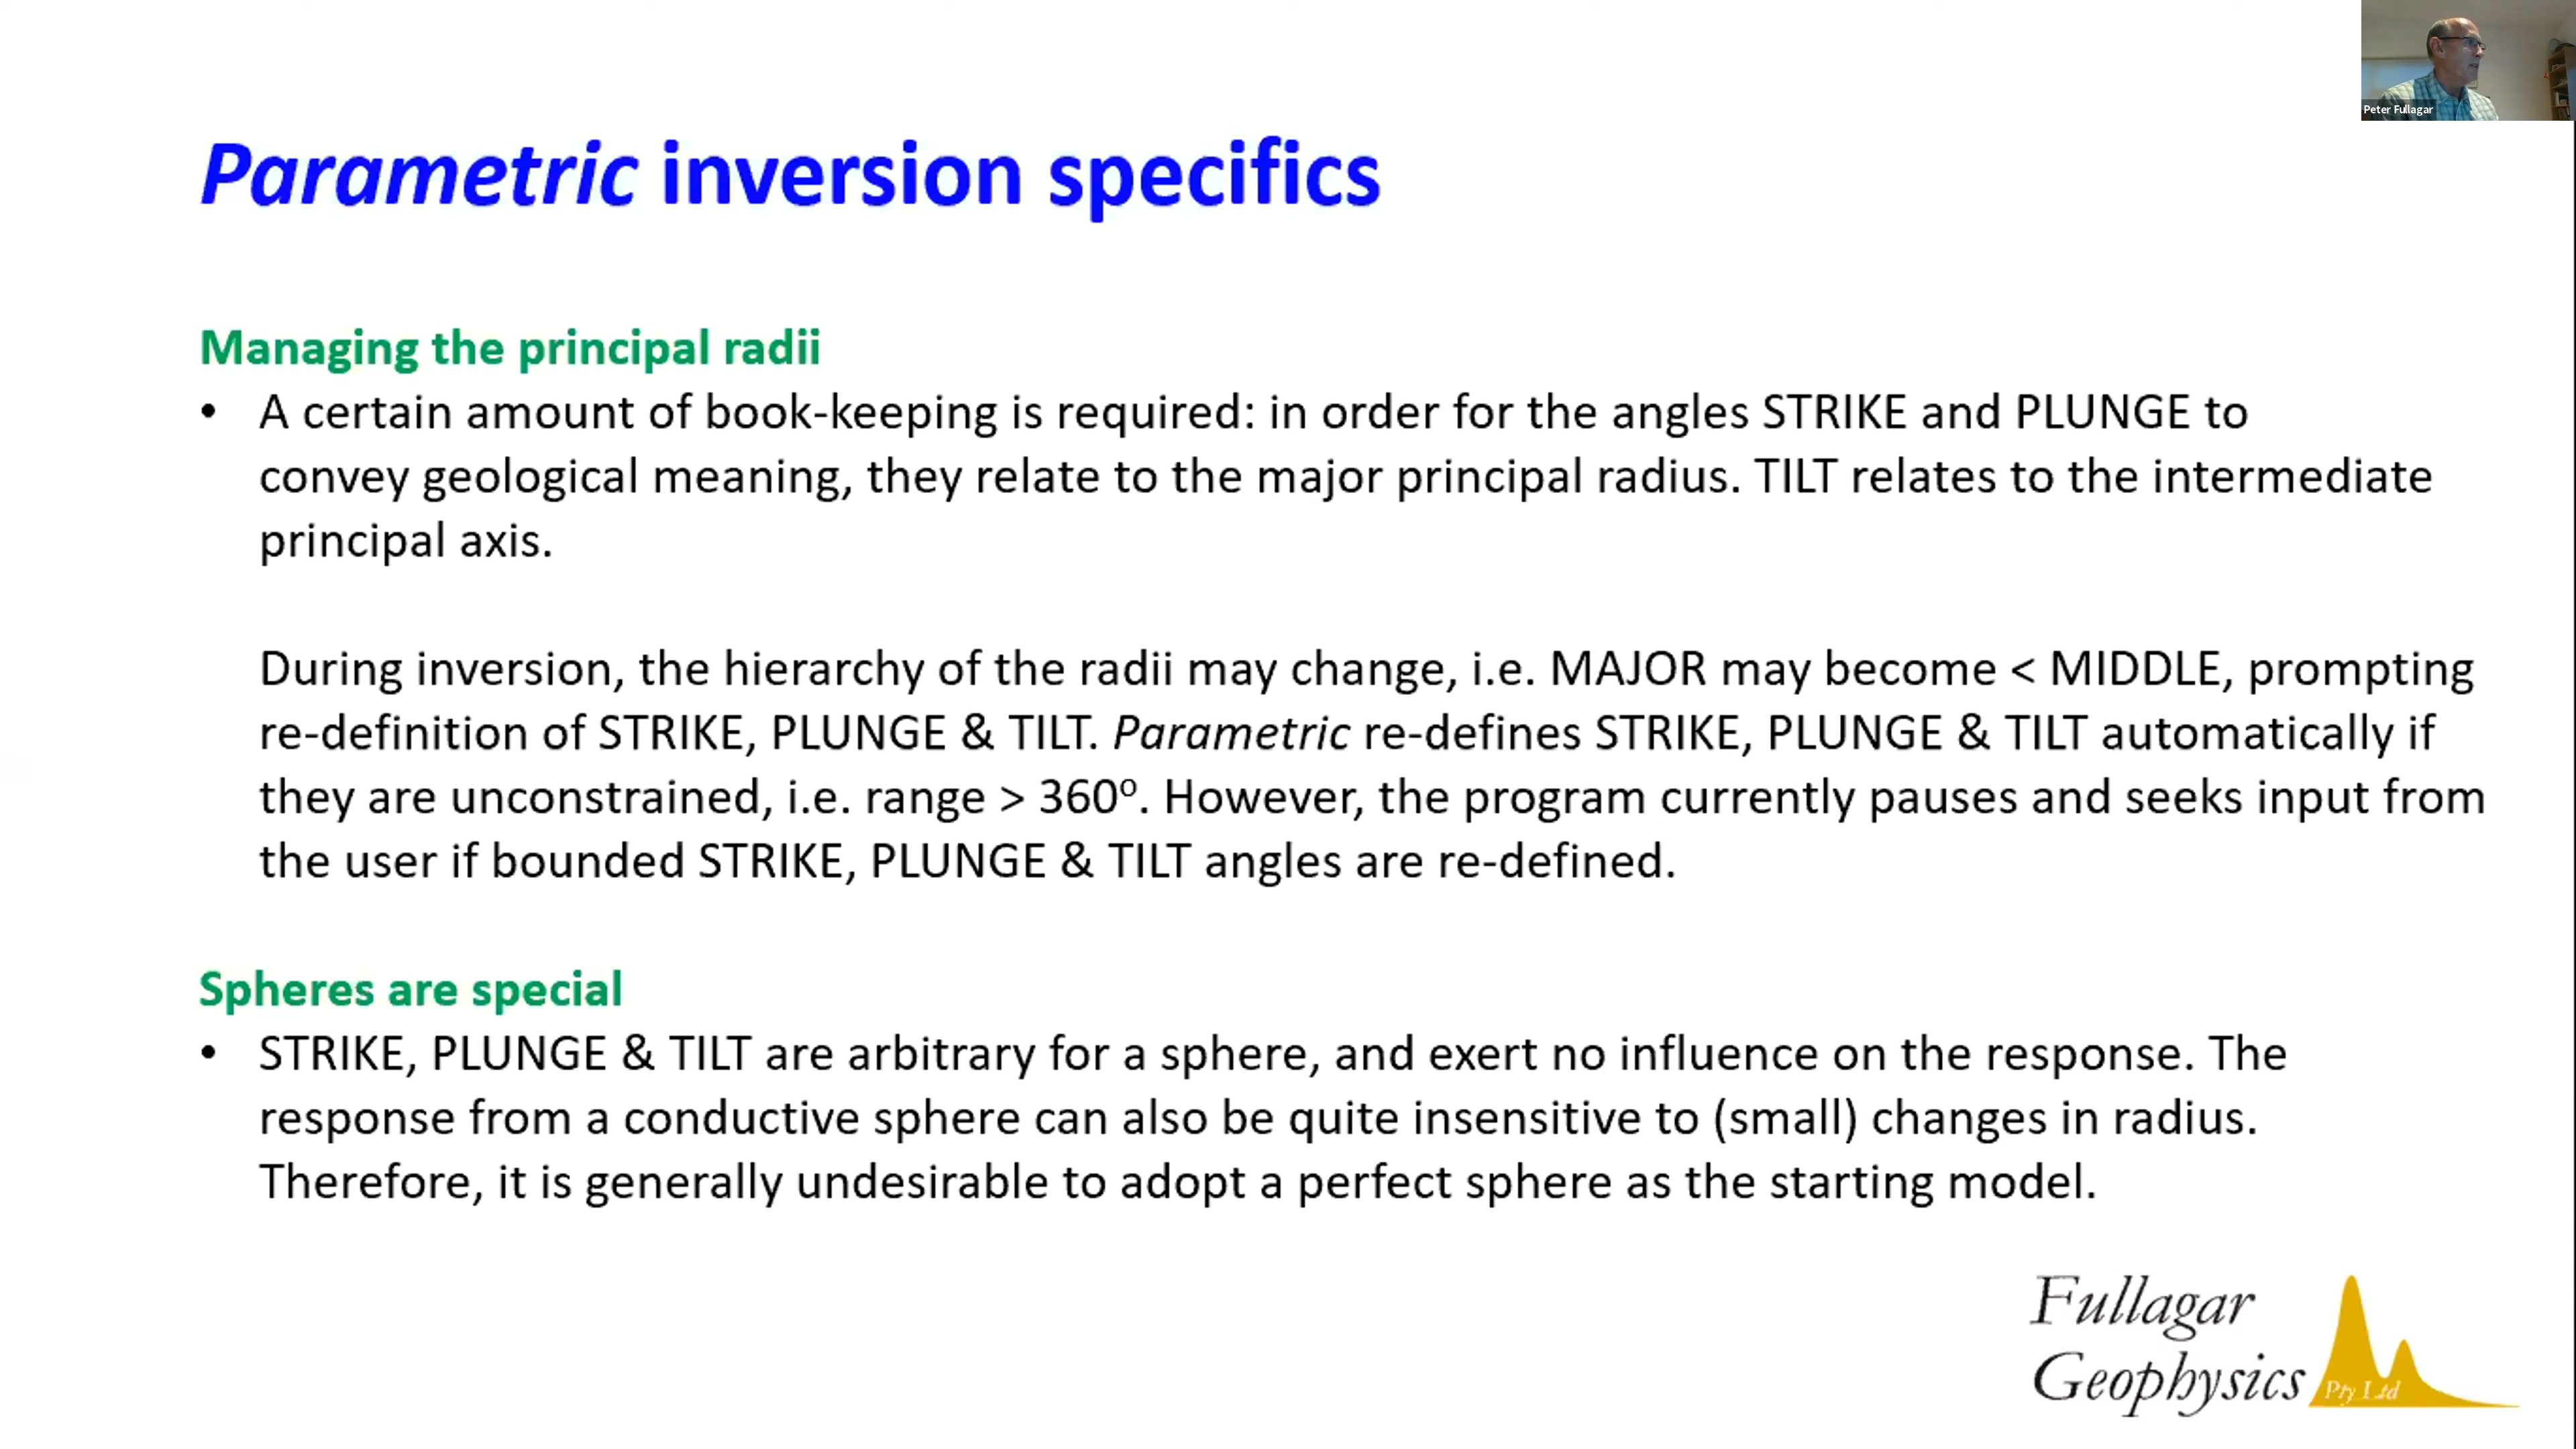 Peter Fullagar
Parametric inversion specifics
Managing the principal radii
• A certain amount of book-keeping is required: in order for the angles STRIKE and PLUNGE to
convey geological meaning, they relate to the major principal radius. TILT relates to the intermediate
principal axis.
During inversion, the hierarchy of the radii may change, i.e. MAJOR may become < MIDDLE, prompting
re-definition of STRIKE, PLUNGE & TILT. Parametric re-defines STRIKE, PLUNGE & TILT automatically if
they are unconstrained, i.e. range > 360º. However, the program currently pauses and seeks input from
the user if bounded STRIKE, PLUNGE & TILT angles are re-defined.
Spheres are special
• STRIKE, PLUNGE & TILT are arbitrary for a sphere, and exert no influence on the response. The
response from a conductive sphere can also be quite insensitive to (small) changes in radius.
Therefore, it is generally undesirable to adopt a perfect sphere as the starting model.
Fullagar
Geophysics
Pty Ltd